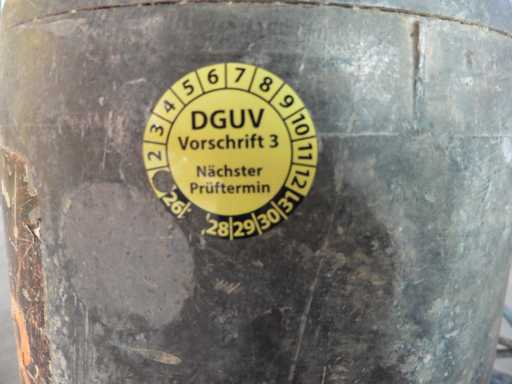 DGUV
Vorschrift 3
Nächster
Prüftermin
2 3 4 5 6 7 8 9 10 11 12
'26 '28 29 30 31